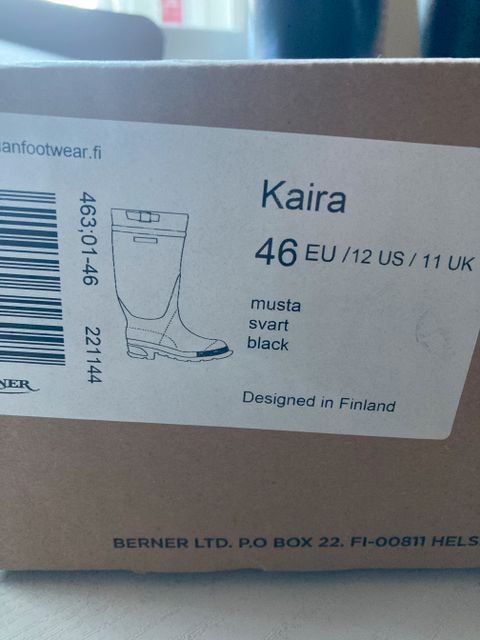 anfootwear.fi
Kaira
46 EU / 12 US / 11 UK
463;01-46 221144
musta
svart
black
NER
Designed in Finland
BERNER LTD. P.O BOX 22. FI-00811 HELS